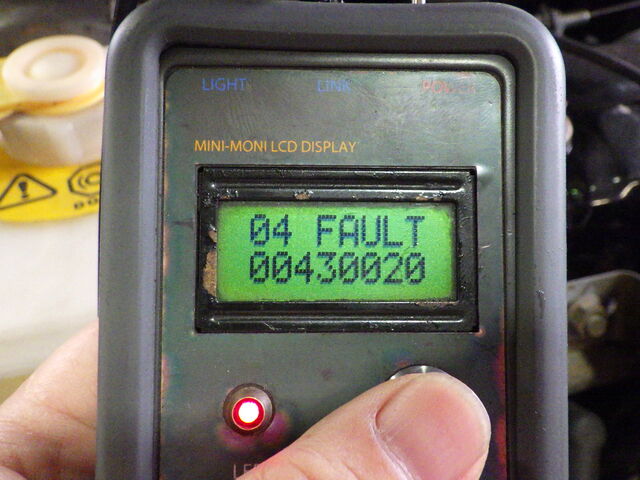 LIGHT LINK POWER
MINI-MONI LCD DISPLAY
04 FAULT
00430020